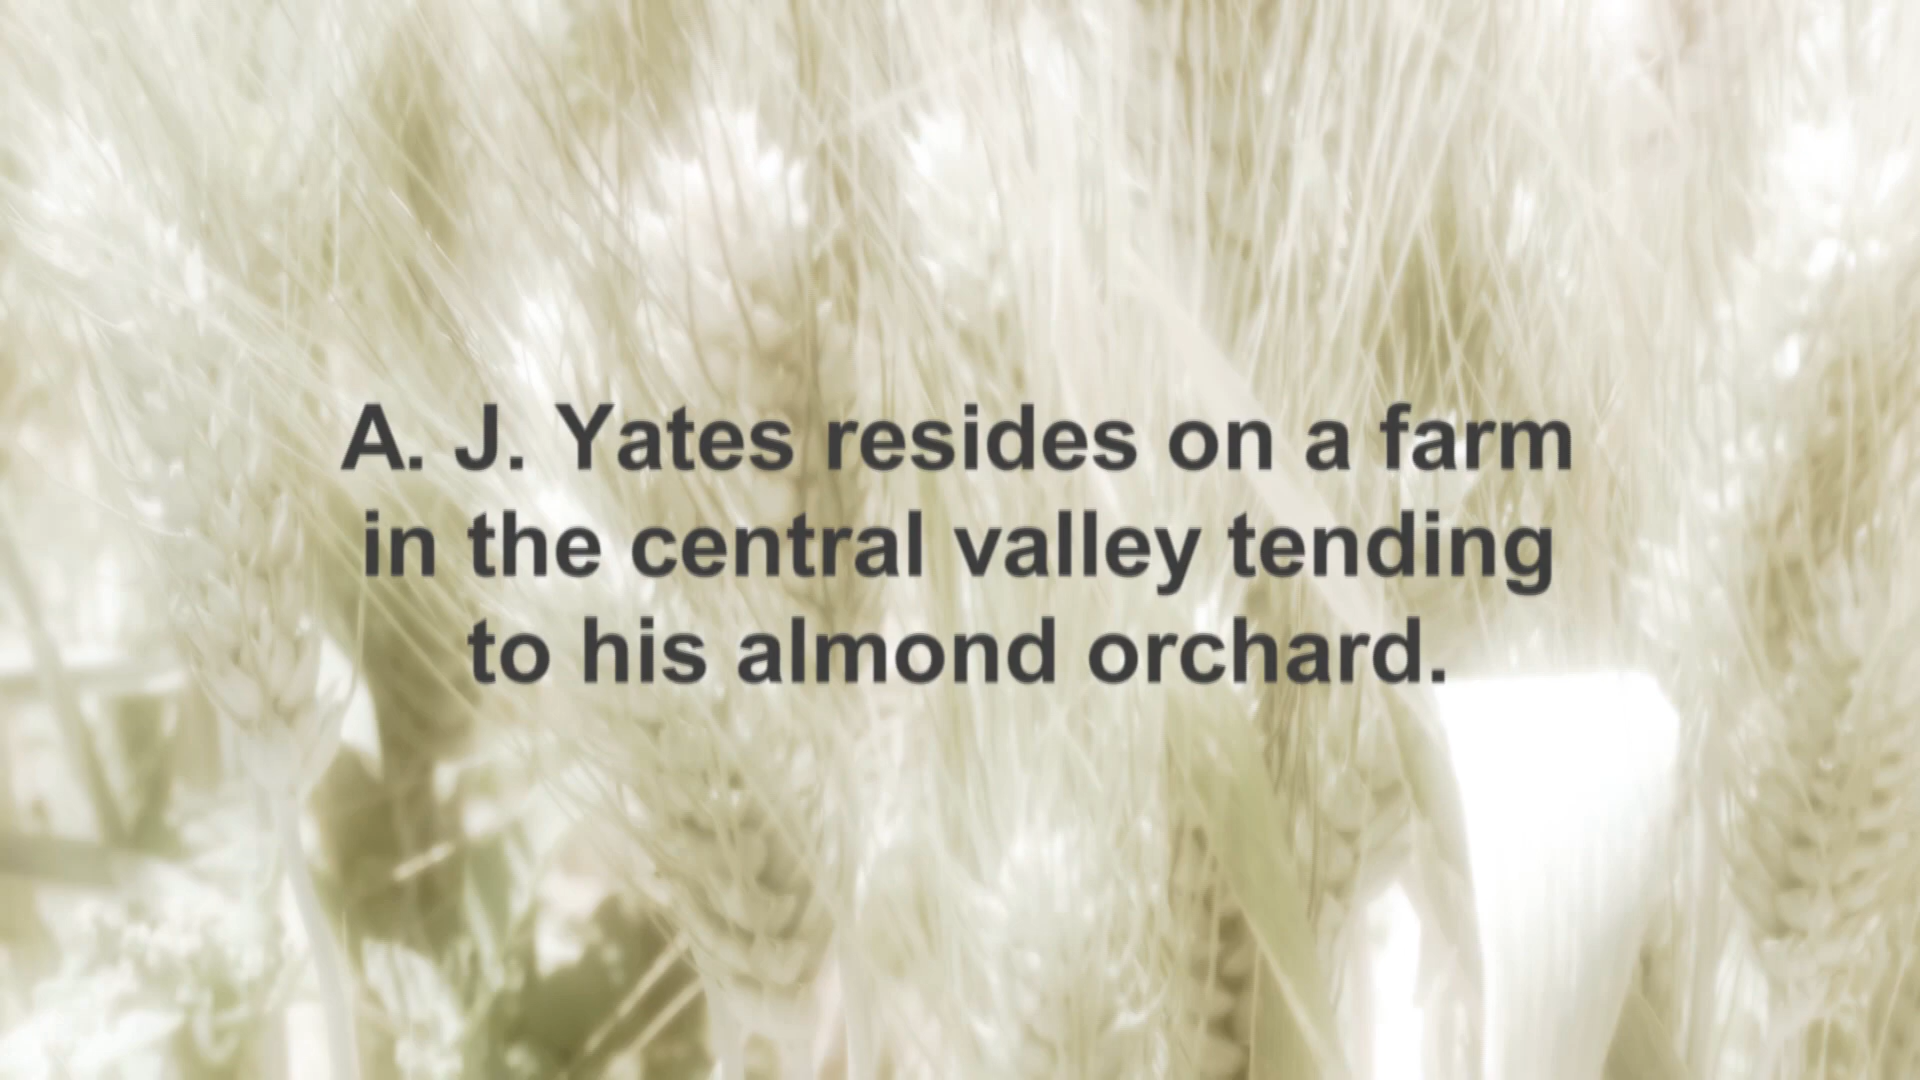 A. J. Yates resides on a farm
in the central valley tending
to his almond orchard.